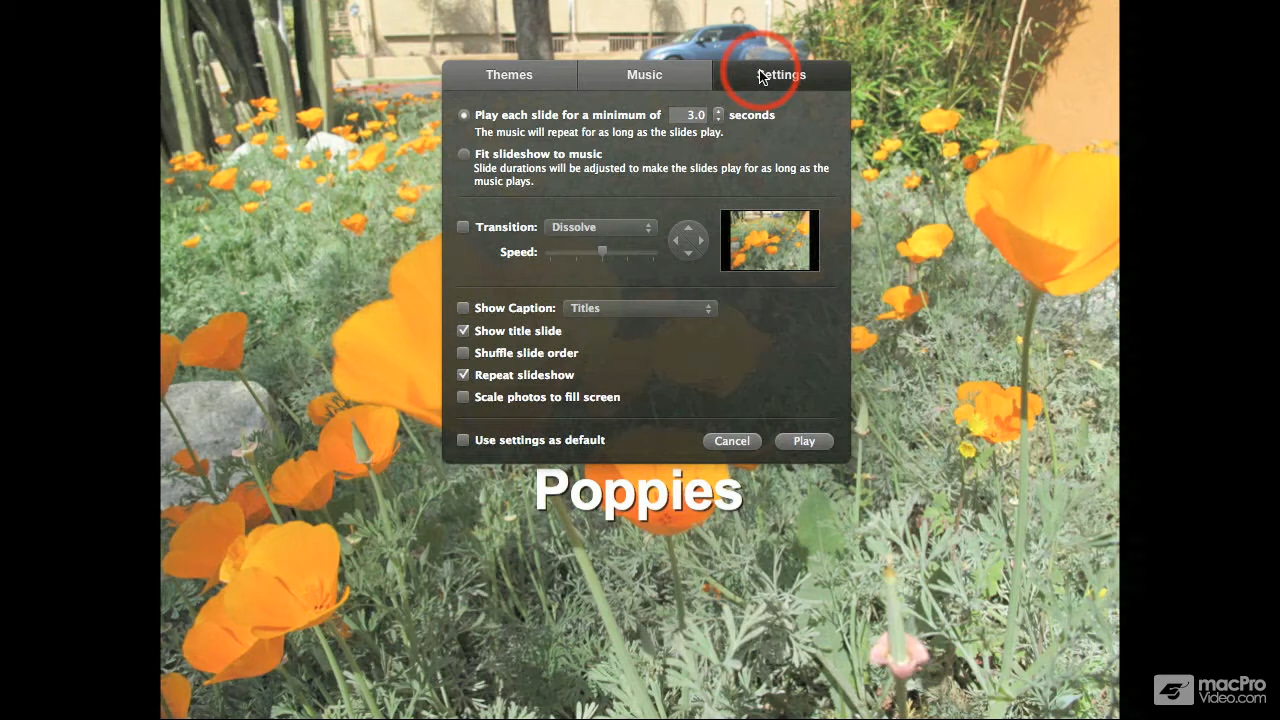 Themes
Music
Settings
Play each slide for a minimum of 3.0 seconds
The music will repeat for as long as the slides play.
Fit slideshow to music
Slide durations will be adjusted to make the slides play for as long as the
music plays.
Transition: Dissolve
Speed:
Show Caption: Titles
Show title slide
Shuffle slide order
Repeat slideshow
Scale photos to fill screen
Use settings as default
Cancel
Play
Poppies
macPro
Video.com